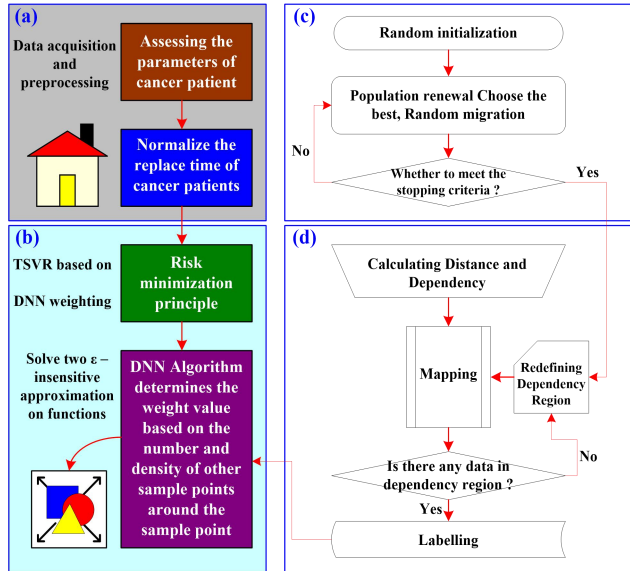 (a)
Data acquisition
and
preprocessing
Assessing the
parameters of
cancer patient
Normalize the
replace time of
cancer patients
(b)
TSVR based on
DNN weighting
Risk
minimization
principle
Solve two ε –
insensitive
approximation
on functions
DNN Algorithm
determines the
weight value
based on the
number and
density of other
sample points
around the
sample point
(c)
Random initialization
Population renewal Choose the
best, Random migration
No
Whether to meet the
stopping criteria ?
Yes
(d)
Calculating Distance and
Dependency
Mapping
Redefining
Dependency
Region
Is there any data in
dependency region ?
No
Yes
Labelling